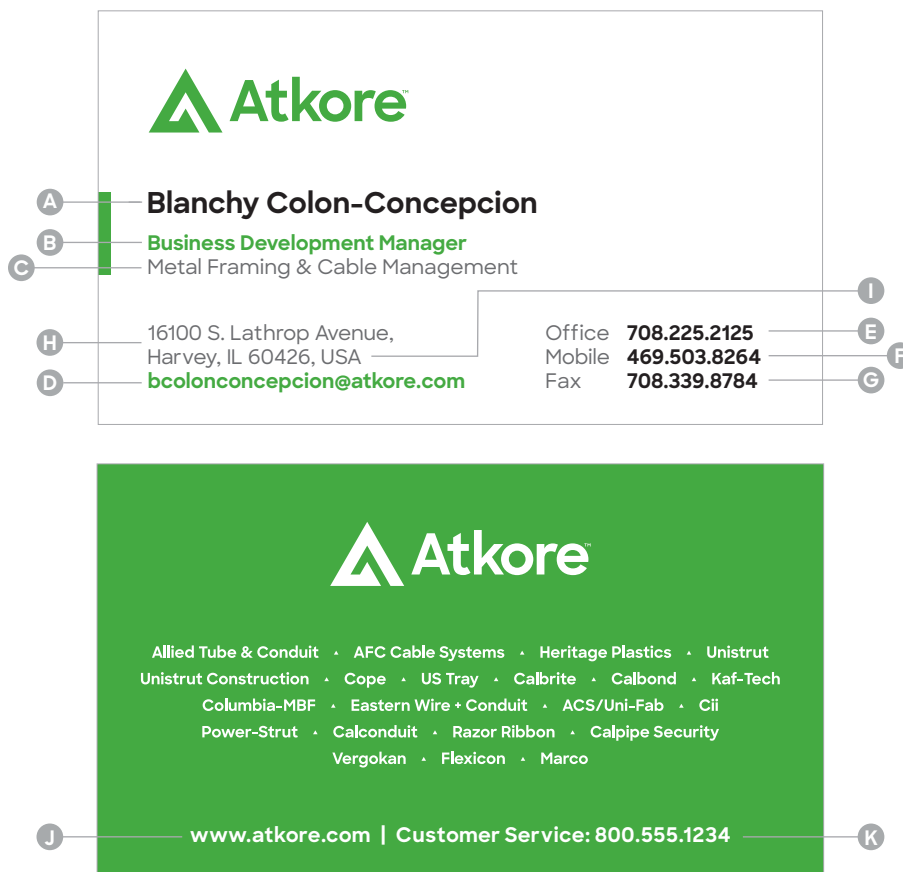 Atkore™
A Blanchy Colon-Concepcion
B Business Development Manager
C Metal Framing & Cable Management
I
H 16100 S. Lathrop Avenue,
Harvey, IL 60426, USA
D bcolonconcepcion@atkore.com
Office 708.225.2125 E
Mobile 469.503.8264 F
Fax 708.339.8784 G
Atkore™
Allied Tube & Conduit ▲ AFC Cable Systems ▲ Heritage Plastics ▲ Unistrut
Unistrut Construction ▲ Cope ▲ US Tray ▲ Calbrite ▲ Calbond ▲ Kaf-Tech
Columbia-MBF ▲ Eastern Wire + Conduit ▲ ACS/Uni-Fab ▲ Cii
Power-Strut ▲ Calconduit ▲ Razor Ribbon ▲ Calpipe Security
Vergokan ▲ Flexicon ▲ Marco
J www.atkore.com | Customer Service: 800.555.1234 K